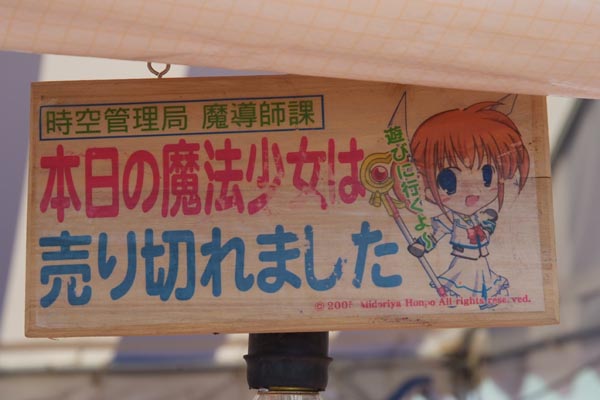 時空管理局 魔導師課
本日の魔法少女は
売り切れました
遊びに行くよ~
© 2005 Midoriya Honpo All rights reserved.